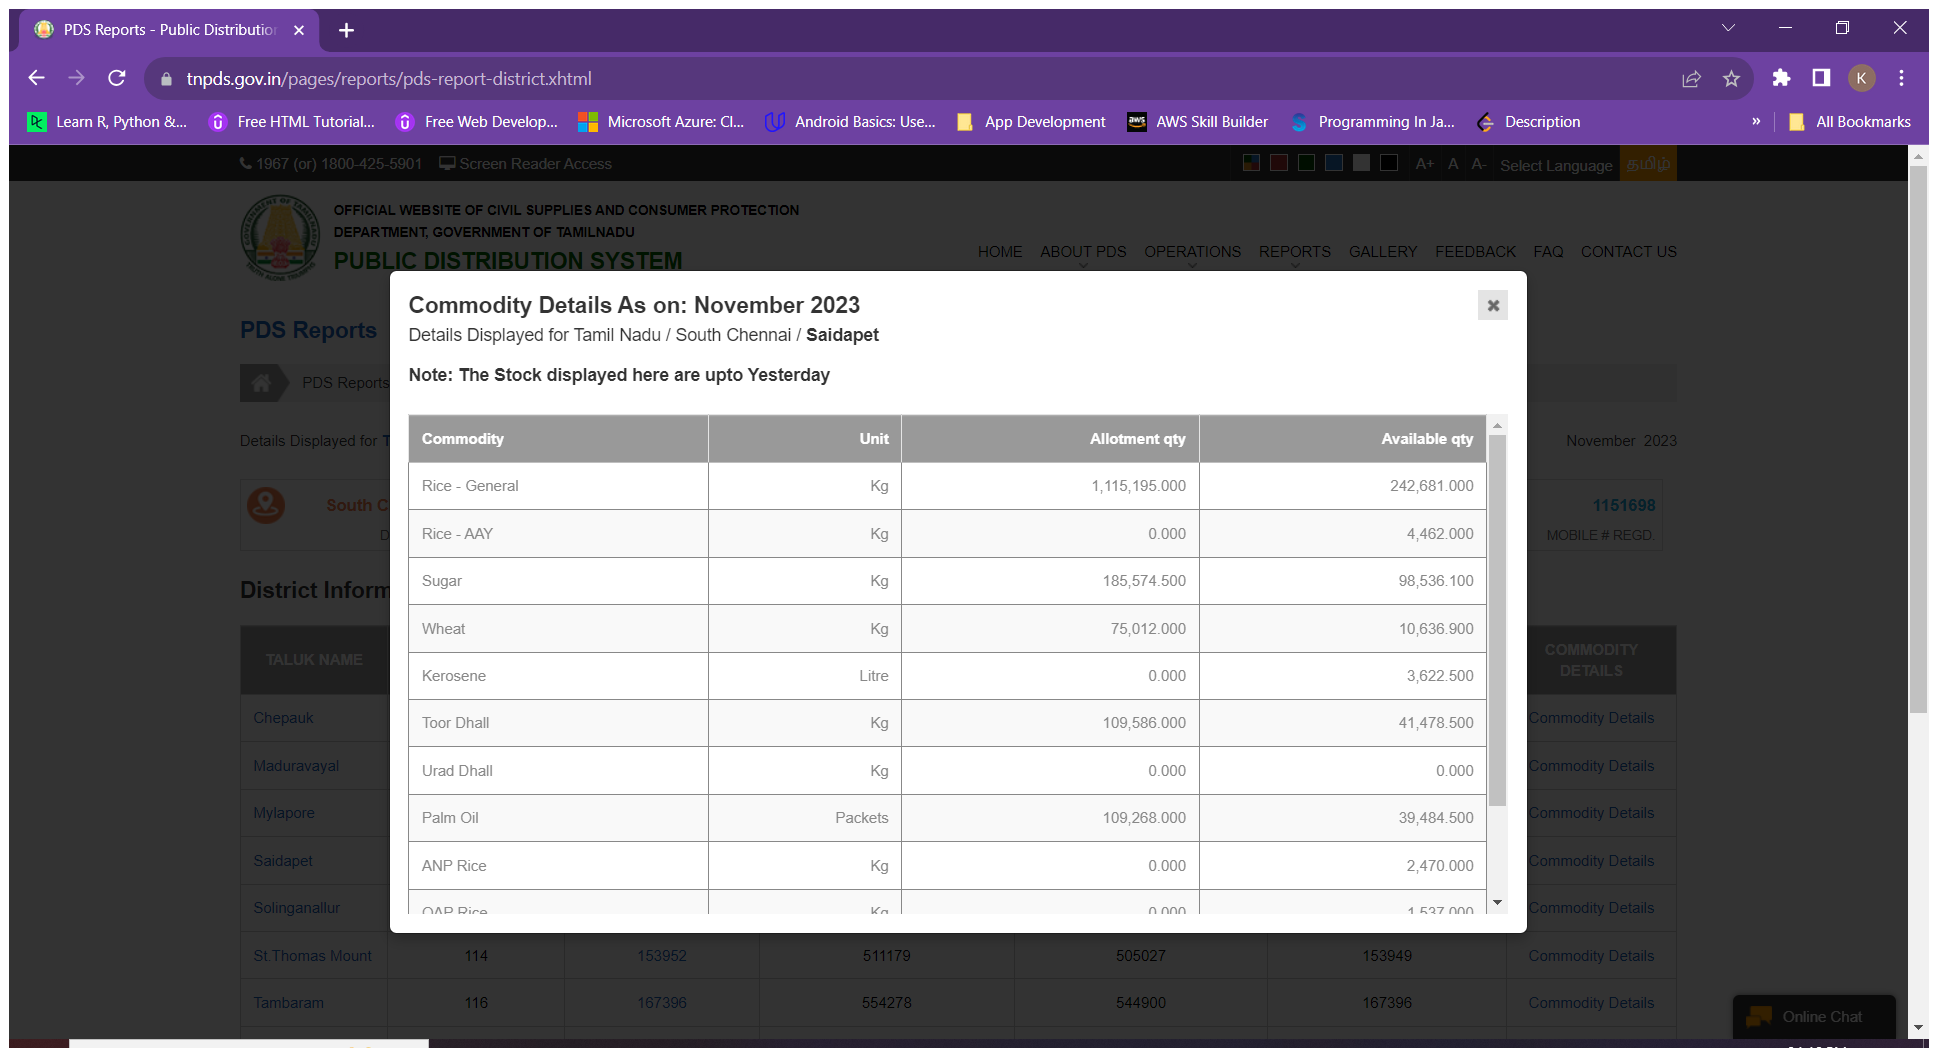 PDS Reports - Public Distribution
tnpds.gov.in/pages/reports/pds-report-district.xhtml
K
Learn R, Python &... Free HTML Tutorial... Free Web Develop... Microsoft Azure: Cl... Android Basics: Use... App Development aws AWS Skill Builder Programming In Ja... Description » All Bookmarks
1967 (or) 1800-425-5901 Screen Reader Access A+ A A- Select Language தமிழ்
OFFICIAL WEBSITE OF CIVIL SUPPLIES AND CONSUMER PROTECTION
DEPARTMENT, GOVERNMENT OF TAMILNADU
PUBLIC DISTRIBUTION SYSTEM
HOME ABOUT PDS OPERATIONS REPORTS GALLERY FEEDBACK FAQ CONTACT US
PDS Reports
PDS Reports
Details Displayed for T
November 2023
South C
D
1151698
MOBILE # REGD.
District Inform
Commodity Details As on: November 2023
Details Displayed for Tamil Nadu / South Chennai / Saidapet
Note: The Stock displayed here are upto Yesterday
Commodity Unit Allotment qty Available qty
Rice - General Kg 1,115,195.000 242,681.000
Rice - AAY Kg 0.000 4,462.000
Sugar Kg 185,574.500 98,536.100
Wheat Kg 75,012.000 10,636.900
Kerosene Litre 0.000 3,622.500
Toor Dhall Kg 109,586.000 41,478.500
Urad Dhall Kg 0.000 0.000
Palm Oil Packets 109,268.000 39,484.500
ANP Rice Kg 0.000 2,470.000
OAP Rice Kg 0.000 1,537.000
TALUK NAME
COMMODITY
DETAILS
Chepauk Commodity Details
Maduravayal Commodity Details
Mylapore Commodity Details
Saidapet Commodity Details
Solinganallur Commodity Details
St.Thomas Mount 114 153952 511179 505027 153949 Commodity Details
Tambaram 116 167396 554278 544900 167396 Commodity Details
Online Chat